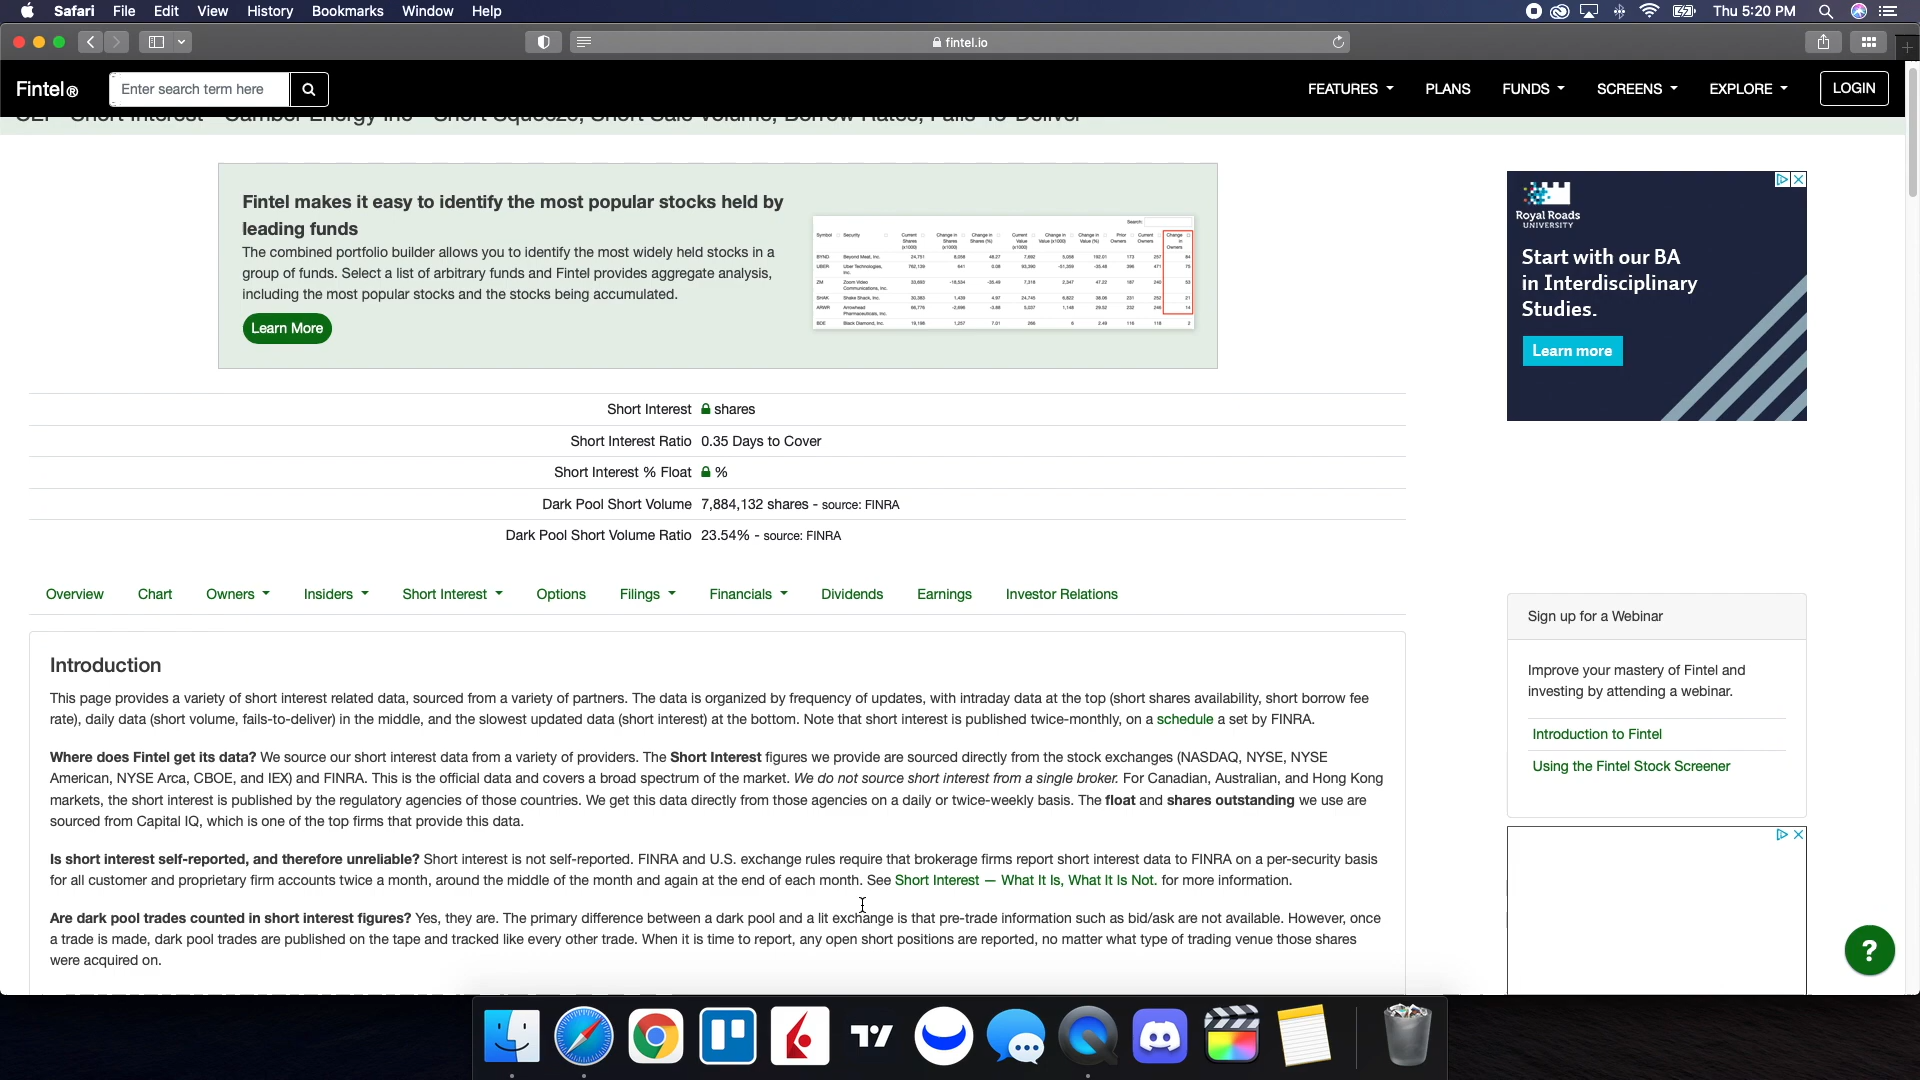 Safari File Edit View History Bookmarks Window Help Thu 5:20 PM
fintel.io
Fintel® Enter search term here FEATURES PLANS FUNDS SCREENS EXPLORE LOGIN
CEI - Short Interest - Camber Energy Inc - Short Squeeze, Short Sale Volume, Borrow Rates, Fails-To-Deliver
Fintel makes it easy to identify the most popular stocks held by
leading funds
The combined portfolio builder allows you to identify the most widely held stocks in a
group of funds. Select a list of arbitrary funds and Fintel provides aggregate analysis,
including the most popular stocks and the stocks being accumulated.
Learn More
Royal Roads
UNIVERSITY
Start with our BA
in Interdisciplinary
Studies.
Learn more
Short Interest shares
Short Interest Ratio 0.35 Days to Cover
Short Interest % Float %
Dark Pool Short Volume 7,884,132 shares - source: FINRA
Dark Pool Short Volume Ratio 23.54% - source: FINRA
Overview Chart Owners Insiders Short Interest Options Filings Financials Dividends Earnings Investor Relations
Introduction
This page provides a variety of short interest related data, sourced from a variety of partners. The data is organized by frequency of updates, with intraday data at the top (short shares availability, short borrow fee
rate), daily data (short volume, fails-to-deliver) in the middle, and the slowest updated data (short interest) at the bottom. Note that short interest is published twice-monthly, on a schedule a set by FINRA.
Where does Fintel get its data? We source our short interest data from a variety of providers. The Short Interest figures we provide are sourced directly from the stock exchanges (NASDAQ, NYSE, NYSE
American, NYSE Arca, CBOE, and IEX) and FINRA. This is the official data and covers a broad spectrum of the market. We do not source short interest from a single broker. For Canadian, Australian, and Hong Kong
markets, the short interest is published by the regulatory agencies of those countries. We get this data directly from those agencies on a daily or twice-weekly basis. The float and shares outstanding we use are
sourced from Capital IQ, which is one of the top firms that provide this data.
Is short interest self-reported, and therefore unreliable? Short interest is not self-reported. FINRA and U.S. exchange rules require that brokerage firms report short interest data to FINRA on a per-security basis
for all customer and proprietary firm accounts twice a month, around the middle of the month and again at the end of each month. See Short Interest — What It Is, What It Is Not. for more information.
Are dark pool trades counted in short interest figures? Yes, they are. The primary difference between a dark pool and a lit exchange is that pre-trade information such as bid/ask are not available. However, once
a trade is made, dark pool trades are published on the tape and tracked like every other trade. When it is time to report, any open short positions are reported, no matter what type of trading venue those shares
were acquired on.
Sign up for a Webinar
Improve your mastery of Fintel and
investing by attending a webinar.
Introduction to Fintel
Using the Fintel Stock Screener
?